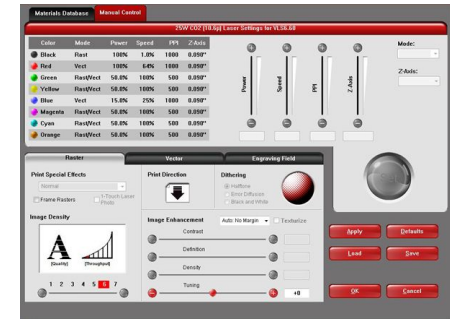 Materials Database Manual Control
25W CO2 (10.6µ) Laser Settings for VLS6.60
Color Mode Power Speed PPI Z-Axis
Black Rast 100% 1.0% 1000 0.090"
Red Vect 100% 64% 1000 0.090"
Green Rast/Vect 50.0% 100% 500 0.090"
Yellow Rast/Vect 50.0% 100% 500 0.090"
Blue Vect 15.0% 25% 1000 0.090"
Magenta Rast/Vect 50.0% 100% 500 0.090"
Cyan Rast/Vect 50.0% 100% 500 0.090"
Orange Rast/Vect 50.0% 100% 500 0.090"
Power
Speed
PPI
Z-Axis
Mode:
Z-Axis:
Raster Vector Engraving Field
Print Special Effects
Normal
Frame Rasters 1-Touch Laser Photo
Print Direction
Dithering
Halftone
Error Diffusion
Black and White
Image Density
A
(Quality) (Throughput)
1 2 3 4 5 6 7
Image Enhancement Auto: No Margin Texturize
Contrast
Definition
Density
Tuning
+0
Apply Defaults
Load Save
OK Cancel